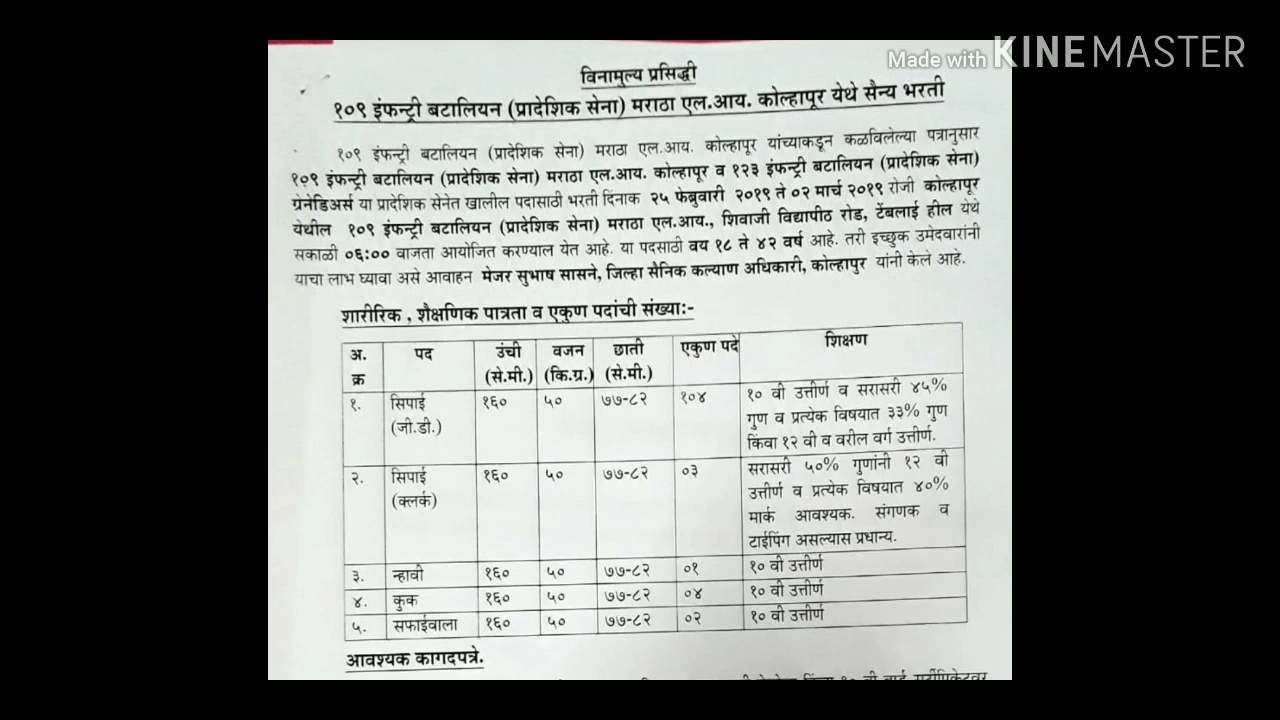 Made with KINEMASTER
विनामुल्य प्रसिद्धी
१०९ इंफन्ट्री बटालियन (प्रादेशिक सेना) मराठा एल.आय. कोल्हापूर येथे सैन्य भरती
१०९ इंफन्ट्री बटालियन (प्रादेशिक सेना) मराठा एल.आय. कोल्हापूर यांच्याकडून कळविलेल्या पत्रानुसार
१०९ इंफन्ट्री बटालियन (प्रादेशिक सेना) मराठा एल.आय. कोल्हापूर व १२३ इंफन्ट्री बटालियन (प्रादेशिक सेना)
ग्रेनेडिअर्स या प्रादेशिक सेनेत खालील पदासाठी भरती दिनाक २५ फेब्रुवारी २०१९ ते ०२ मार्च २०१९ रोजी कोल्हापूर
येथील १०९ इंफन्ट्री बटालियन (प्रादेशिक सेना) मराठा एल.आय., शिवाजी विद्यापीठ रोड, टेंबलाई हील येथे
सकाळी ०६:०० वाजता आयोजित करण्याल येत आहे. या पदसाठी वय १८ ते ४२ वर्ष आहे. तरी इच्छुक उमेदवारांनी
याचा लाभ घ्यावा असे आवाहन मेजर सुभाष सासने, जिल्हा सैनिक कल्याण अधिकारी, कोल्हापुर यांनी केले आहे.
शारीरिक , शैक्षणिक पात्रता व एकुण पदांची संख्याः-
अ. क्र पद उंची (से.मी.) वजन (कि.ग्र.) छाती (से.मी.) एकुण पदे शिक्षण
१. सिपाई (जी.डी.) १६० ५० ७७-८२ १०४ १० वी उत्तीर्ण व सरासरी ४५%
गुण व प्रत्येक विषयात ३३% गुण
किंवा १२ वी व वरील वर्ग उत्तीर्ण.
२. सिपाई (क्लर्क) १६० ५० ७७-८२ ०३ सरासरी ५०% गुणांनी १२ वी
उत्तीर्ण व प्रत्येक विषयात ४०%
मार्क आवश्यक. संगणक व
टाईपिंग असल्यास प्रधान्य.
३. न्हावी १६० ५० ७७-८२ ०१ १० वी उत्तीर्ण
४. कुक १६० ५० ७७-८२ ०४ १० वी उत्तीर्ण
५. सफाईवाला १६० ५० ७७-८२ ०२ १० वी उत्तीर्ण
आवश्यक कागदपत्रे.